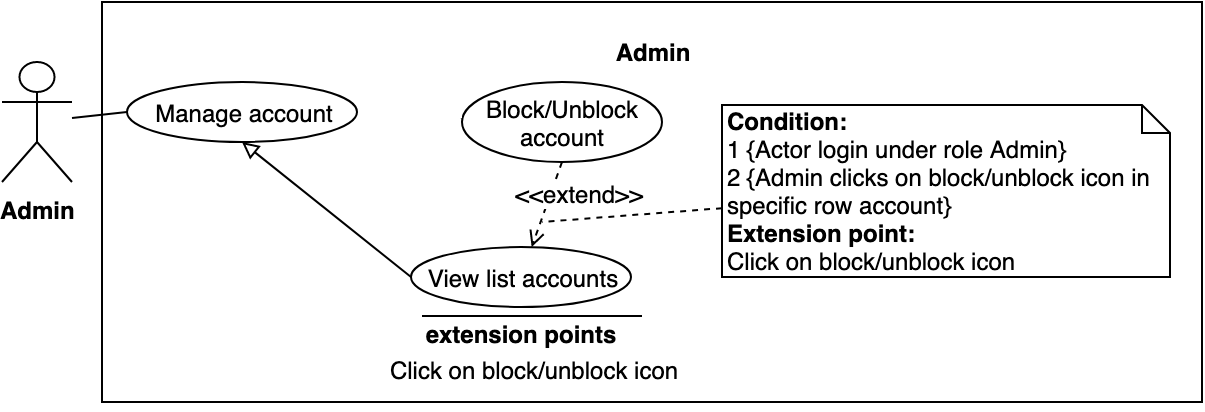 Admin
Manage account
Block/Unblock
account
<<extend>>
Condition:
1 {Actor login under role Admin}
2 {Admin clicks on block/unblock icon in
specific row account}
Extension point:
Click on block/unblock icon
Admin
View list accounts
extension points
Click on block/unblock icon